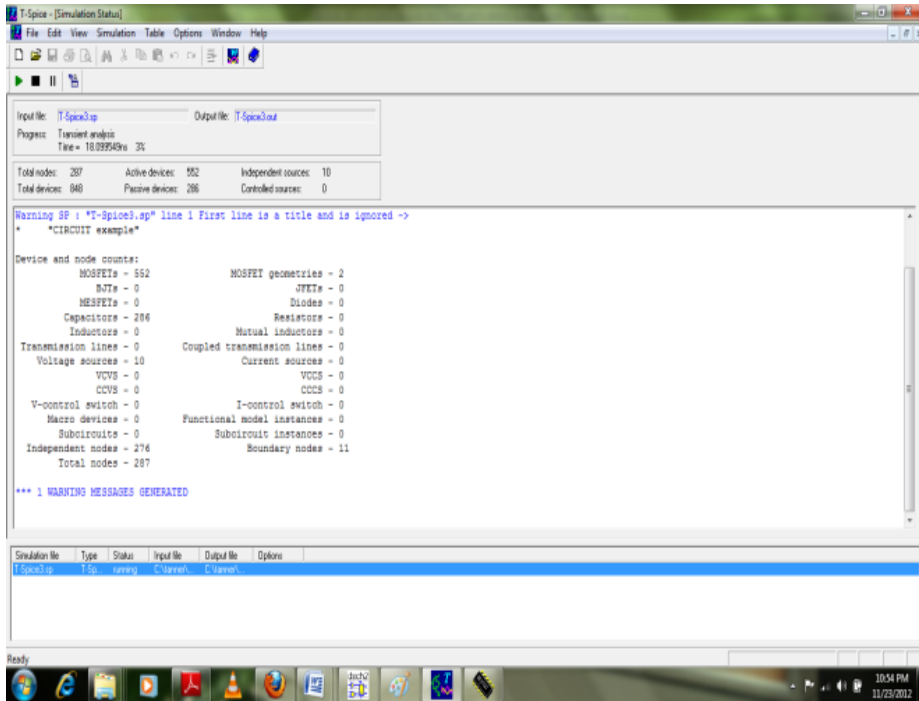 T-Spice - [Simulation Status]
File Edit View Simulation Table Options Window Help
Input file: T-Spice3.sp Output file: T-Spice3.out
Progress: Transient analysis
Time = 18.099549ns 3%
Total nodes: 287 Active devices: 552 Independent sources: 10
Total devices: 848 Passive devices: 286 Controlled sources: 0
Warning SP : "T-Spice3.sp" line 1 First line is a title and is ignored ->
* "CIRCUIT example"
Device and node counts:
MOSFETs - 552 MOSFET geometries - 2
BJTs - 0 JFETs - 0
MESFETs - 0 Diodes - 0
Capacitors - 286 Resistors - 0
Inductors - 0 Mutual inductors - 0
Transmission lines - 0 Coupled transmission lines - 0
Voltage sources - 10 Current sources - 0
VCVS - 0 VCCS - 0
CCVS - 0 CCCS - 0
V-control switch - 0 I-control switch - 0
Macro devices - 0 Functional model instances - 0
Subcircuits - 0 Subcircuit instances - 0
Independent nodes - 276 Boundary nodes - 11
Total nodes - 287
*** 1 WARNING MESSAGES GENERATED
Simulation file Type Status Input file Output file Options
T-Spice3.sp T-Sp... running C:\tanner\... C:\tanner\...
Ready
10:54 PM
11/23/2012